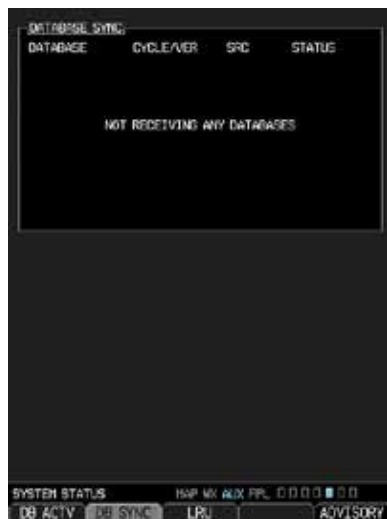 DATABASE SYNC
DATABASE CYCLE/VER SRC STATUS
NOT RECEIVING ANY DATABASES
SYSTEM STATUS MAP WX AUX FPL
DB ACTV DB SYNC LRU ADVISORY